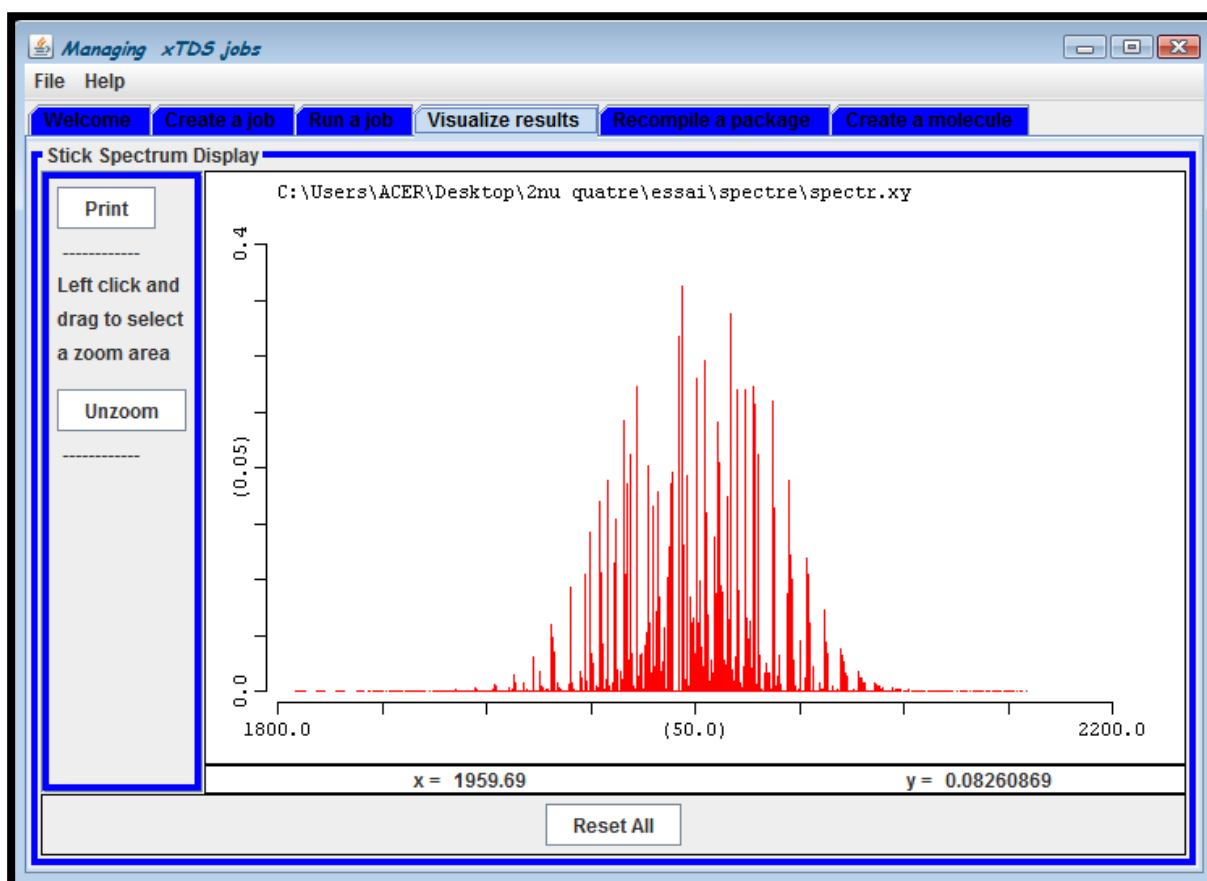 Managing xTDS jobs
File Help
Welcome Create a job Run a job Visualize results Recompile a package Create a molecule
Stick Spectrum Display
Print
------------
Left click and
drag to select
a zoom area
Unzoom
------------
C:\Users\ACER\Desktop\2nu quatre\essai\spectre\spectr.xy
0.4
(0.05)
0.0
1800.0 (50.0) 2200.0
x = 1959.69 y = 0.08260869
Reset All